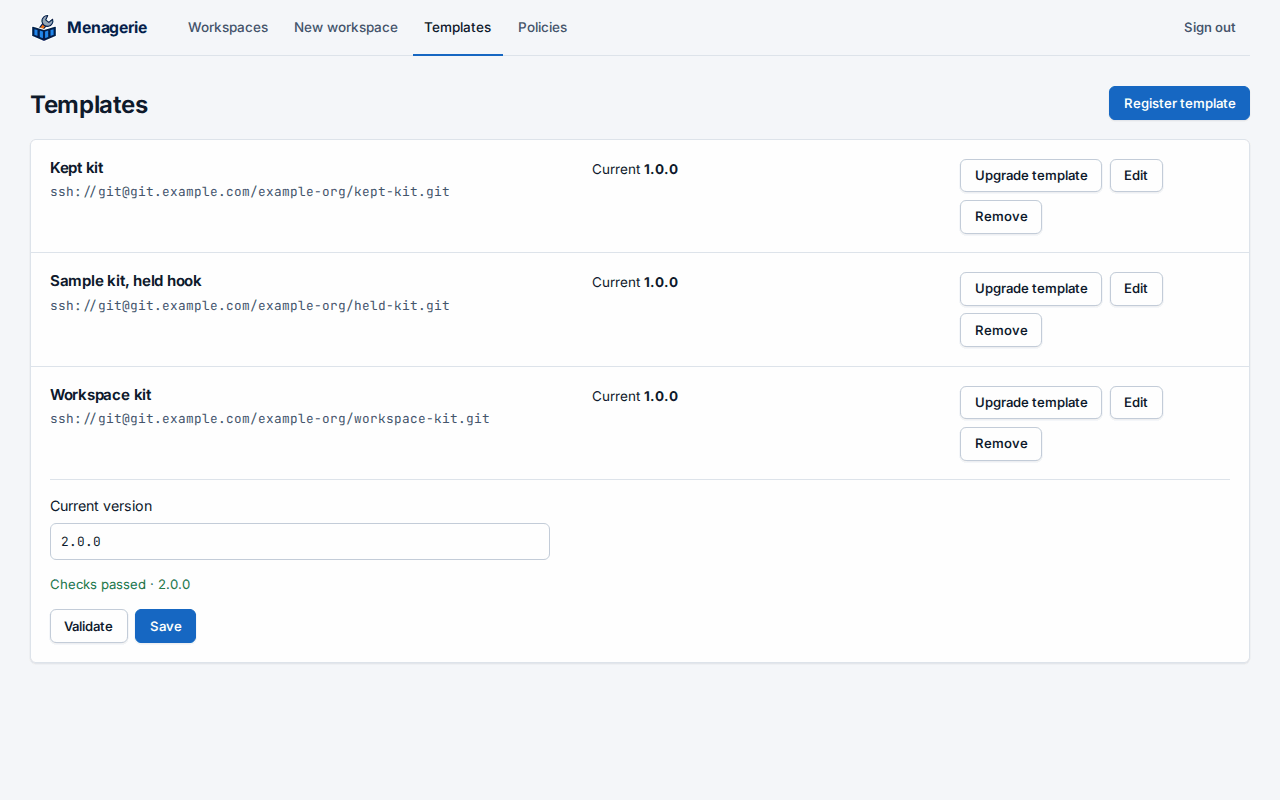 Menagerie Workspaces New workspace Templates Policies Sign out
Templates Register template
Kept kit
ssh://git@git.example.com/example-org/kept-kit.git
Current 1.0.0
Upgrade template Edit
Remove
Sample kit, held hook
ssh://git@git.example.com/example-org/held-kit.git
Current 1.0.0
Upgrade template Edit
Remove
Workspace kit
ssh://git@git.example.com/example-org/workspace-kit.git
Current 1.0.0
Upgrade template Edit
Remove
Current version
2.0.0
Checks passed · 2.0.0
Validate Save